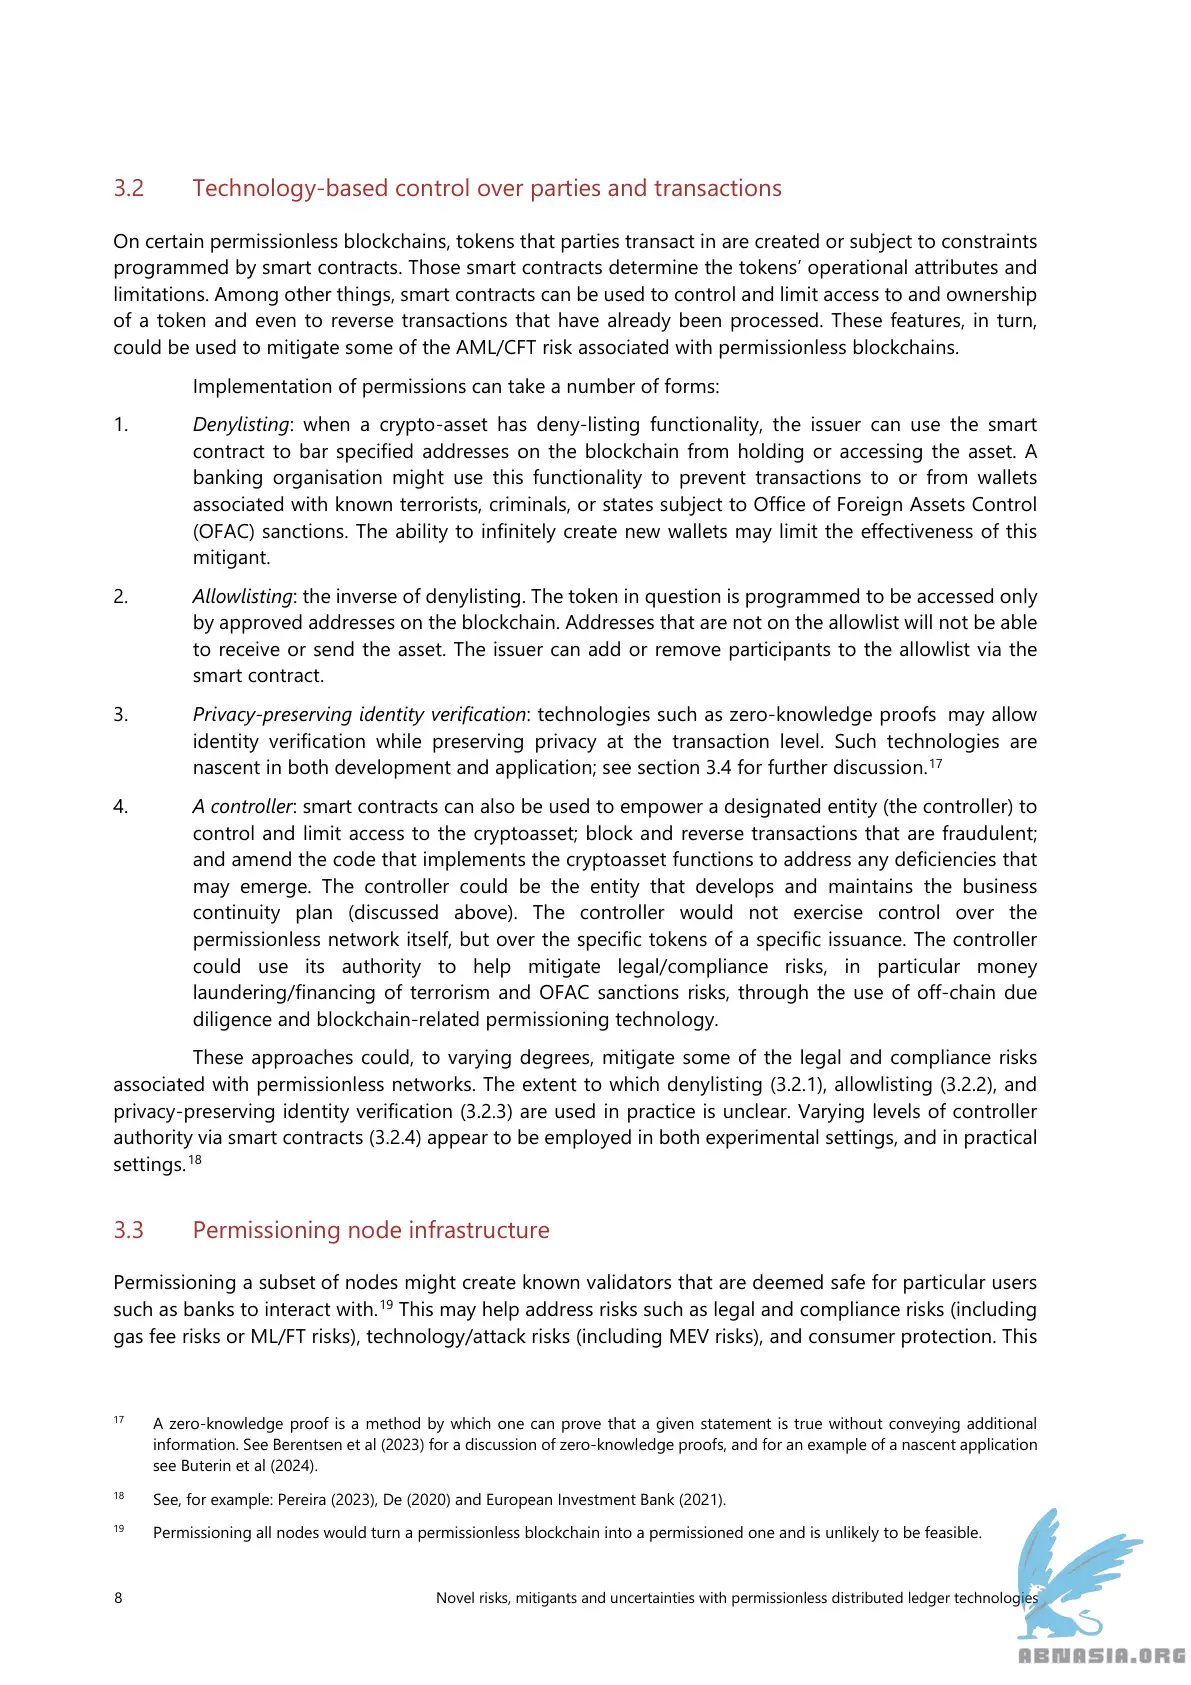 3.2 Technology-based control over parties and transactions
On certain permissionless blockchains, tokens that parties transact in are created or subject to constraints
programmed by smart contracts. Those smart contracts determine the tokens’ operational attributes and
limitations. Among other things, smart contracts can be used to control and limit access to and ownership
of a token and even to reverse transactions that have already been processed. These features, in turn,
could be used to mitigate some of the AML/CFT risk associated with permissionless blockchains.
Implementation of permissions can take a number of forms:
1. Denylisting: when a crypto-asset has deny-listing functionality, the issuer can use the smart
contract to bar specified addresses on the blockchain from holding or accessing the asset. A
banking organisation might use this functionality to prevent transactions to or from wallets
associated with known terrorists, criminals, or states subject to Office of Foreign Assets Control
(OFAC) sanctions. The ability to infinitely create new wallets may limit the effectiveness of this
mitigant.
2. Allowlisting: the inverse of denylisting. The token in question is programmed to be accessed only
by approved addresses on the blockchain. Addresses that are not on the allowlist will not be able
to receive or send the asset. The issuer can add or remove participants to the allowlist via the
smart contract.
3. Privacy-preserving identity verification: technologies such as zero-knowledge proofs may allow
identity verification while preserving privacy at the transaction level. Such technologies are
nascent in both development and application; see section 3.4 for further discussion.17
4. A controller: smart contracts can also be used to empower a designated entity (the controller) to
control and limit access to the cryptoasset; block and reverse transactions that are fraudulent;
and amend the code that implements the cryptoasset functions to address any deficiencies that
may emerge. The controller could be the entity that develops and maintains the business
continuity plan (discussed above). The controller would not exercise control over the
permissionless network itself, but over the specific tokens of a specific issuance. The controller
could use its authority to help mitigate legal/compliance risks, in particular money
laundering/financing of terrorism and OFAC sanctions risks, through the use of off-chain due
diligence and blockchain-related permissioning technology.
These approaches could, to varying degrees, mitigate some of the legal and compliance risks
associated with permissionless networks. The extent to which denylisting (3.2.1), allowlisting (3.2.2), and
privacy-preserving identity verification (3.2.3) are used in practice is unclear. Varying levels of controller
authority via smart contracts (3.2.4) appear to be employed in both experimental settings, and in practical
settings.18
3.3 Permissioning node infrastructure
Permissioning a subset of nodes might create known validators that are deemed safe for particular users
such as banks to interact with.19 This may help address risks such as legal and compliance risks (including
gas fee risks or ML/FT risks), technology/attack risks (including MEV risks), and consumer protection. This
17 A zero-knowledge proof is a method by which one can prove that a given statement is true without conveying additional
information. See Berentsen et al (2023) for a discussion of zero-knowledge proofs, and for an example of a nascent application
see Buterin et al (2024).
18 See, for example: Pereira (2023), De (2020) and European Investment Bank (2021).
19 Permissioning all nodes would turn a permissionless blockchain into a permissioned one and is unlikely to be feasible.
8 Novel risks, mitigants and uncertainties with permissionless distributed ledger technologies
ABNASIA.ORG